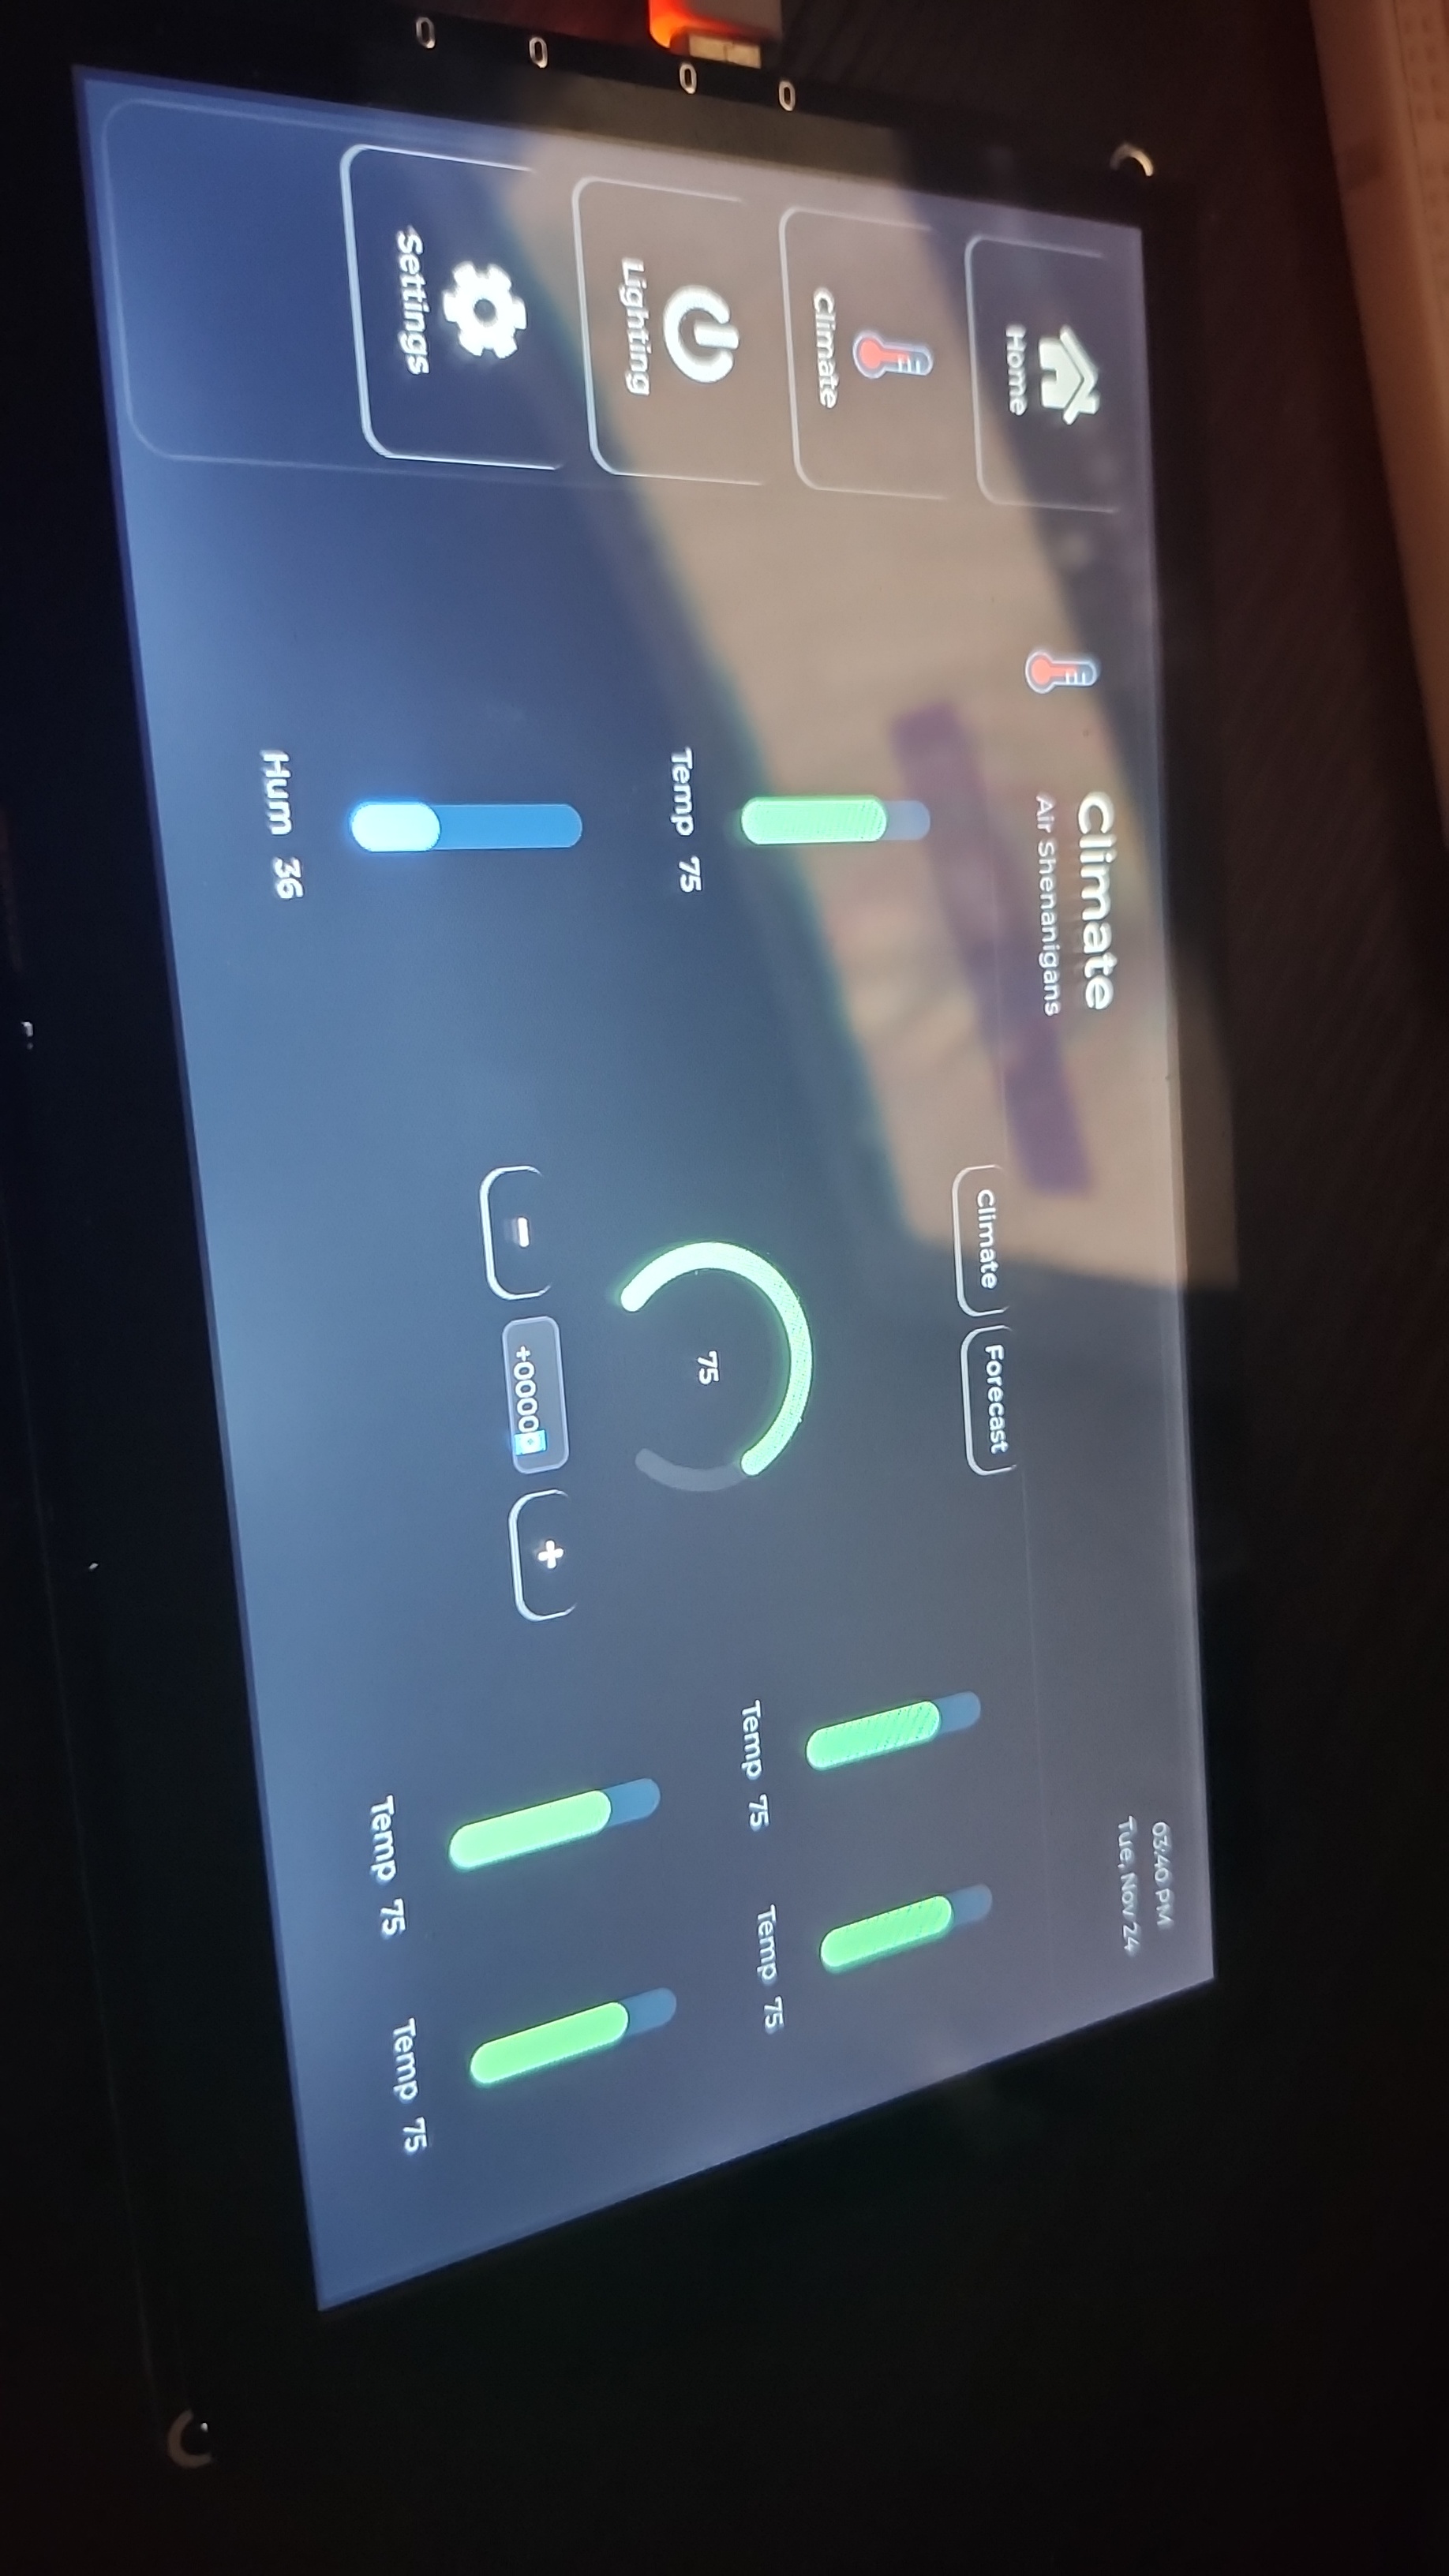 Home
Climate
Lighting
Settings
Climate
Air Shenanigans
03:40 PM
Tue, Nov 24
Climate
Forecast
Temp 75
Hum 36
75
-
+00000
+
Temp 75
Temp 75
Temp 75
Temp 75